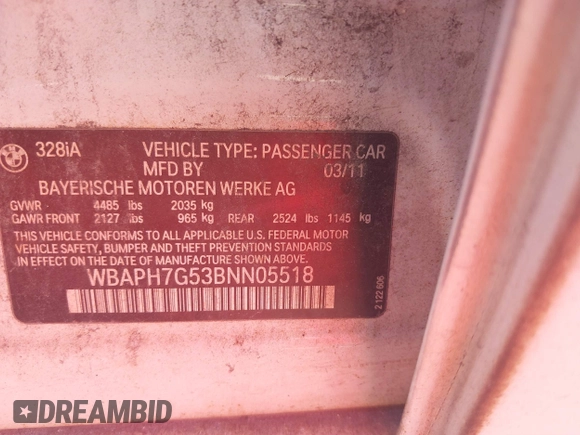 328iA VEHICLE TYPE: PASSENGER CAR
MFD BY 03/11
BAYERISCHE MOTOREN WERKE AG
GVWR 4485 lbs 2035 kg
GAWR FRONT 2127 lbs 965 kg REAR 2524 lbs 1145 kg
THIS VEHICLE CONFORMS TO ALL APPLICABLE U.S. FEDERAL MOTOR
VEHICLE SAFETY, BUMPER AND THEFT PREVENTION STANDARDS
IN EFFECT ON THE DATE OF MANUFACTURE SHOWN ABOVE.
WBAPH7G53BNN05518
2 122 606
DREAMBID